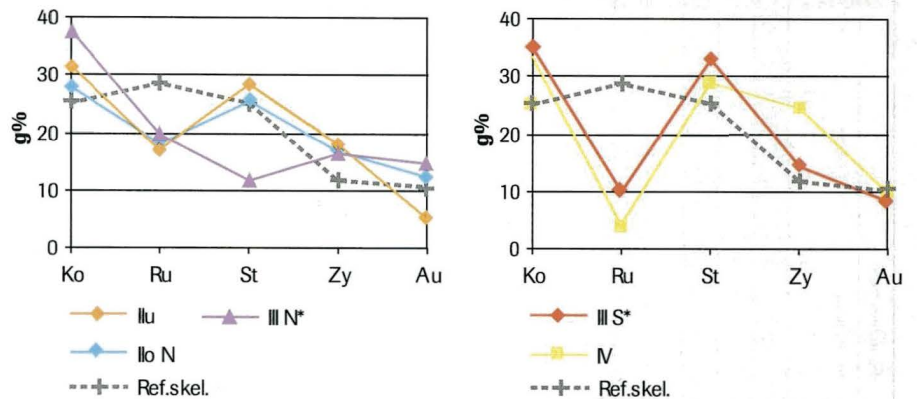 g%
40
30
20
10
0
Ko Ru St Zy Au
IIu
III N*
IIo N
Ref.skel.
g%
40
30
20
10
0
Ko Ru St Zy Au
III S*
IV
Ref.skel.